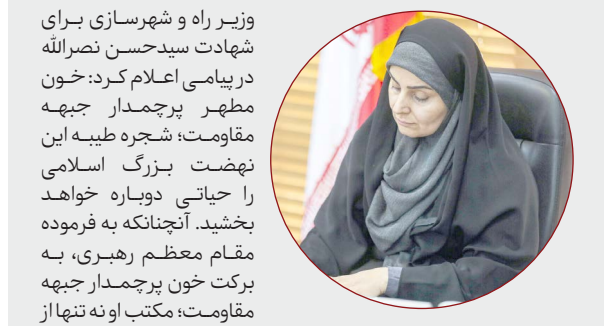 وزیر راه و شهرسازی برای
شهادت سیدحسن نصرالله
در پیامی اعلام کرد: خون
مطهر پرچمدار جبهه
مقاومت؛ شجره طیبه این
نهضت بزرگ اسلامی
را حیاتی دوباره خواهد
بخشید. آنچنانکه به فرموده
مقام معظم رهبری، به
برکت خون پرچمدار جبهه
مقاومت؛ مکتب او نه تنها از